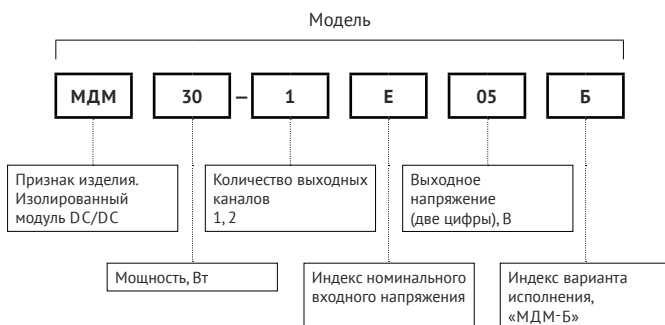 Модель
МДМ 30 – 1 Е 05 Б
Признак изделия.
Изолированный
модуль DC/DC
Количество выходных
каналов
1, 2
Выходное
напряжение
(две цифры), В
Мощность, Вт
Индекс номинального
входного напряжения
Индекс варианта
исполнения,
«МДМ-Б»